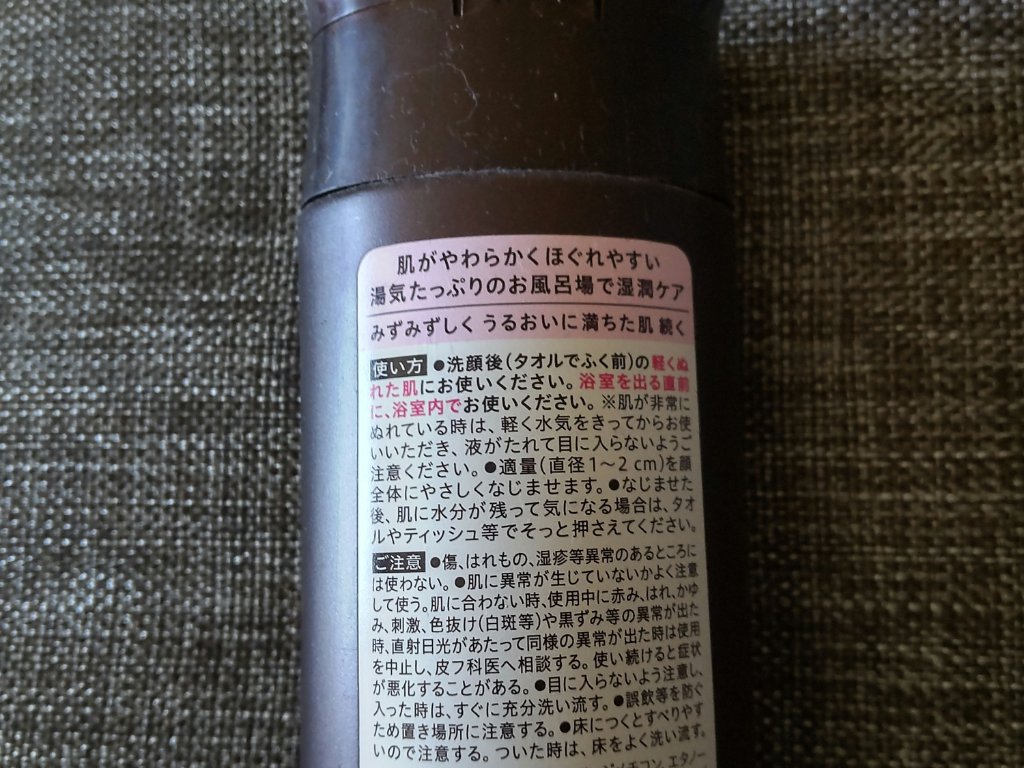 肌がやわらかくほぐれやすい
湯気たっぷりのお風呂場で湿潤ケア
みずみずしくうるおいに満ちた肌続く
使い方 ●洗顔後(タオルでふく前)の軽くぬ
れた肌にお使いください。浴室を出る直前
に、浴室内でお使いください。※肌が非常に
ぬれている時は、軽く水気をきってからお使
いいただき、液がたれて目に入らないようご
注意ください。●適量(直径1〜2 cm)を顔
全体にやさしくなじませます。●なじませた
後、肌に水分が残って気になる場合は、タオ
ルやティッシュ等でそっと押さえてください。
ご注意 ●傷、はれもの、湿疹等異常のあるところに
は使わない。●肌に異常が生じていないかよく注意
して使う。肌に合わない時、使用中に赤み、はれ、かゆ
み、刺激、色抜け(白斑等)や黒ずみ等の異常が出た
時、直射日光があたって同様の異常が出た時は使用
を中止し、皮フ科医へ相談する。使い続けると症状
が悪化することがある。●目に入らないよう注意し、
入った時は、すぐに充分洗い流す。●誤飲等を防ぐ
ため置き場所に注意する。●床につくとすべりやす
いので注意する。ついた時は、床をよく洗い流す。
ジメチコン、エタノー